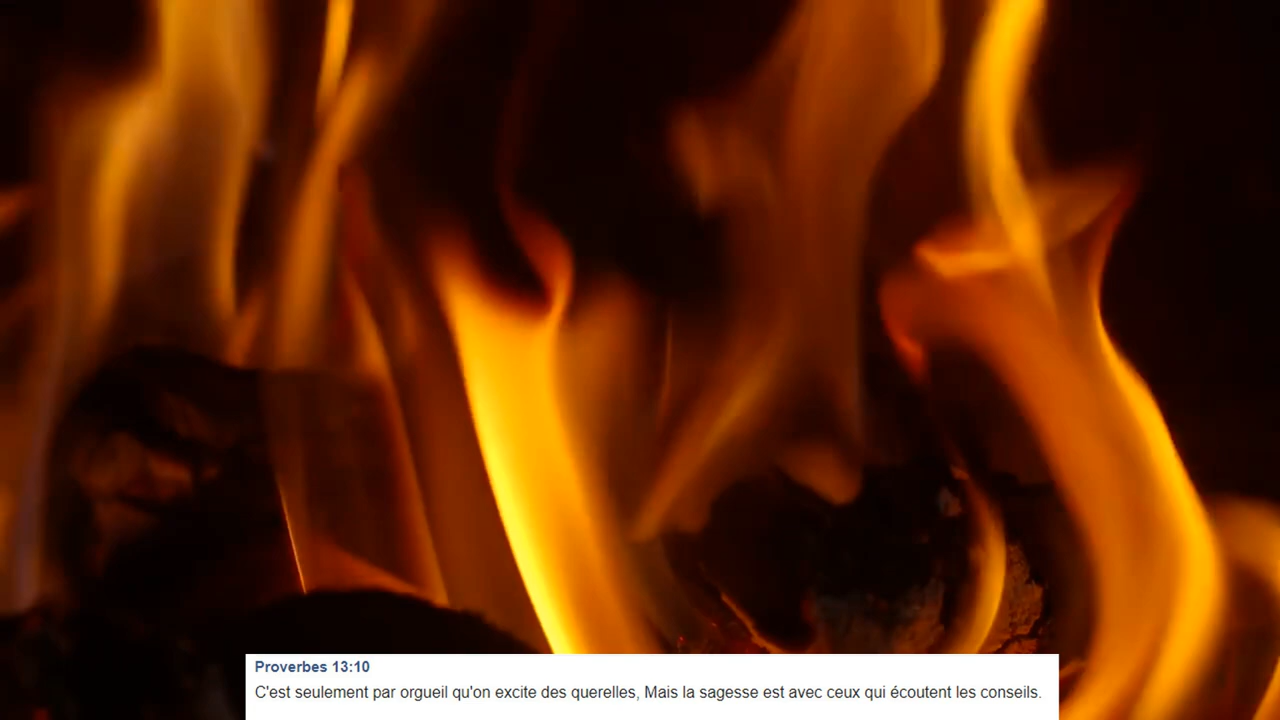 Proverbes 13:10
C'est seulement par orgueil qu'on excite des querelles, Mais la sagesse est avec ceux qui écoutent les conseils.